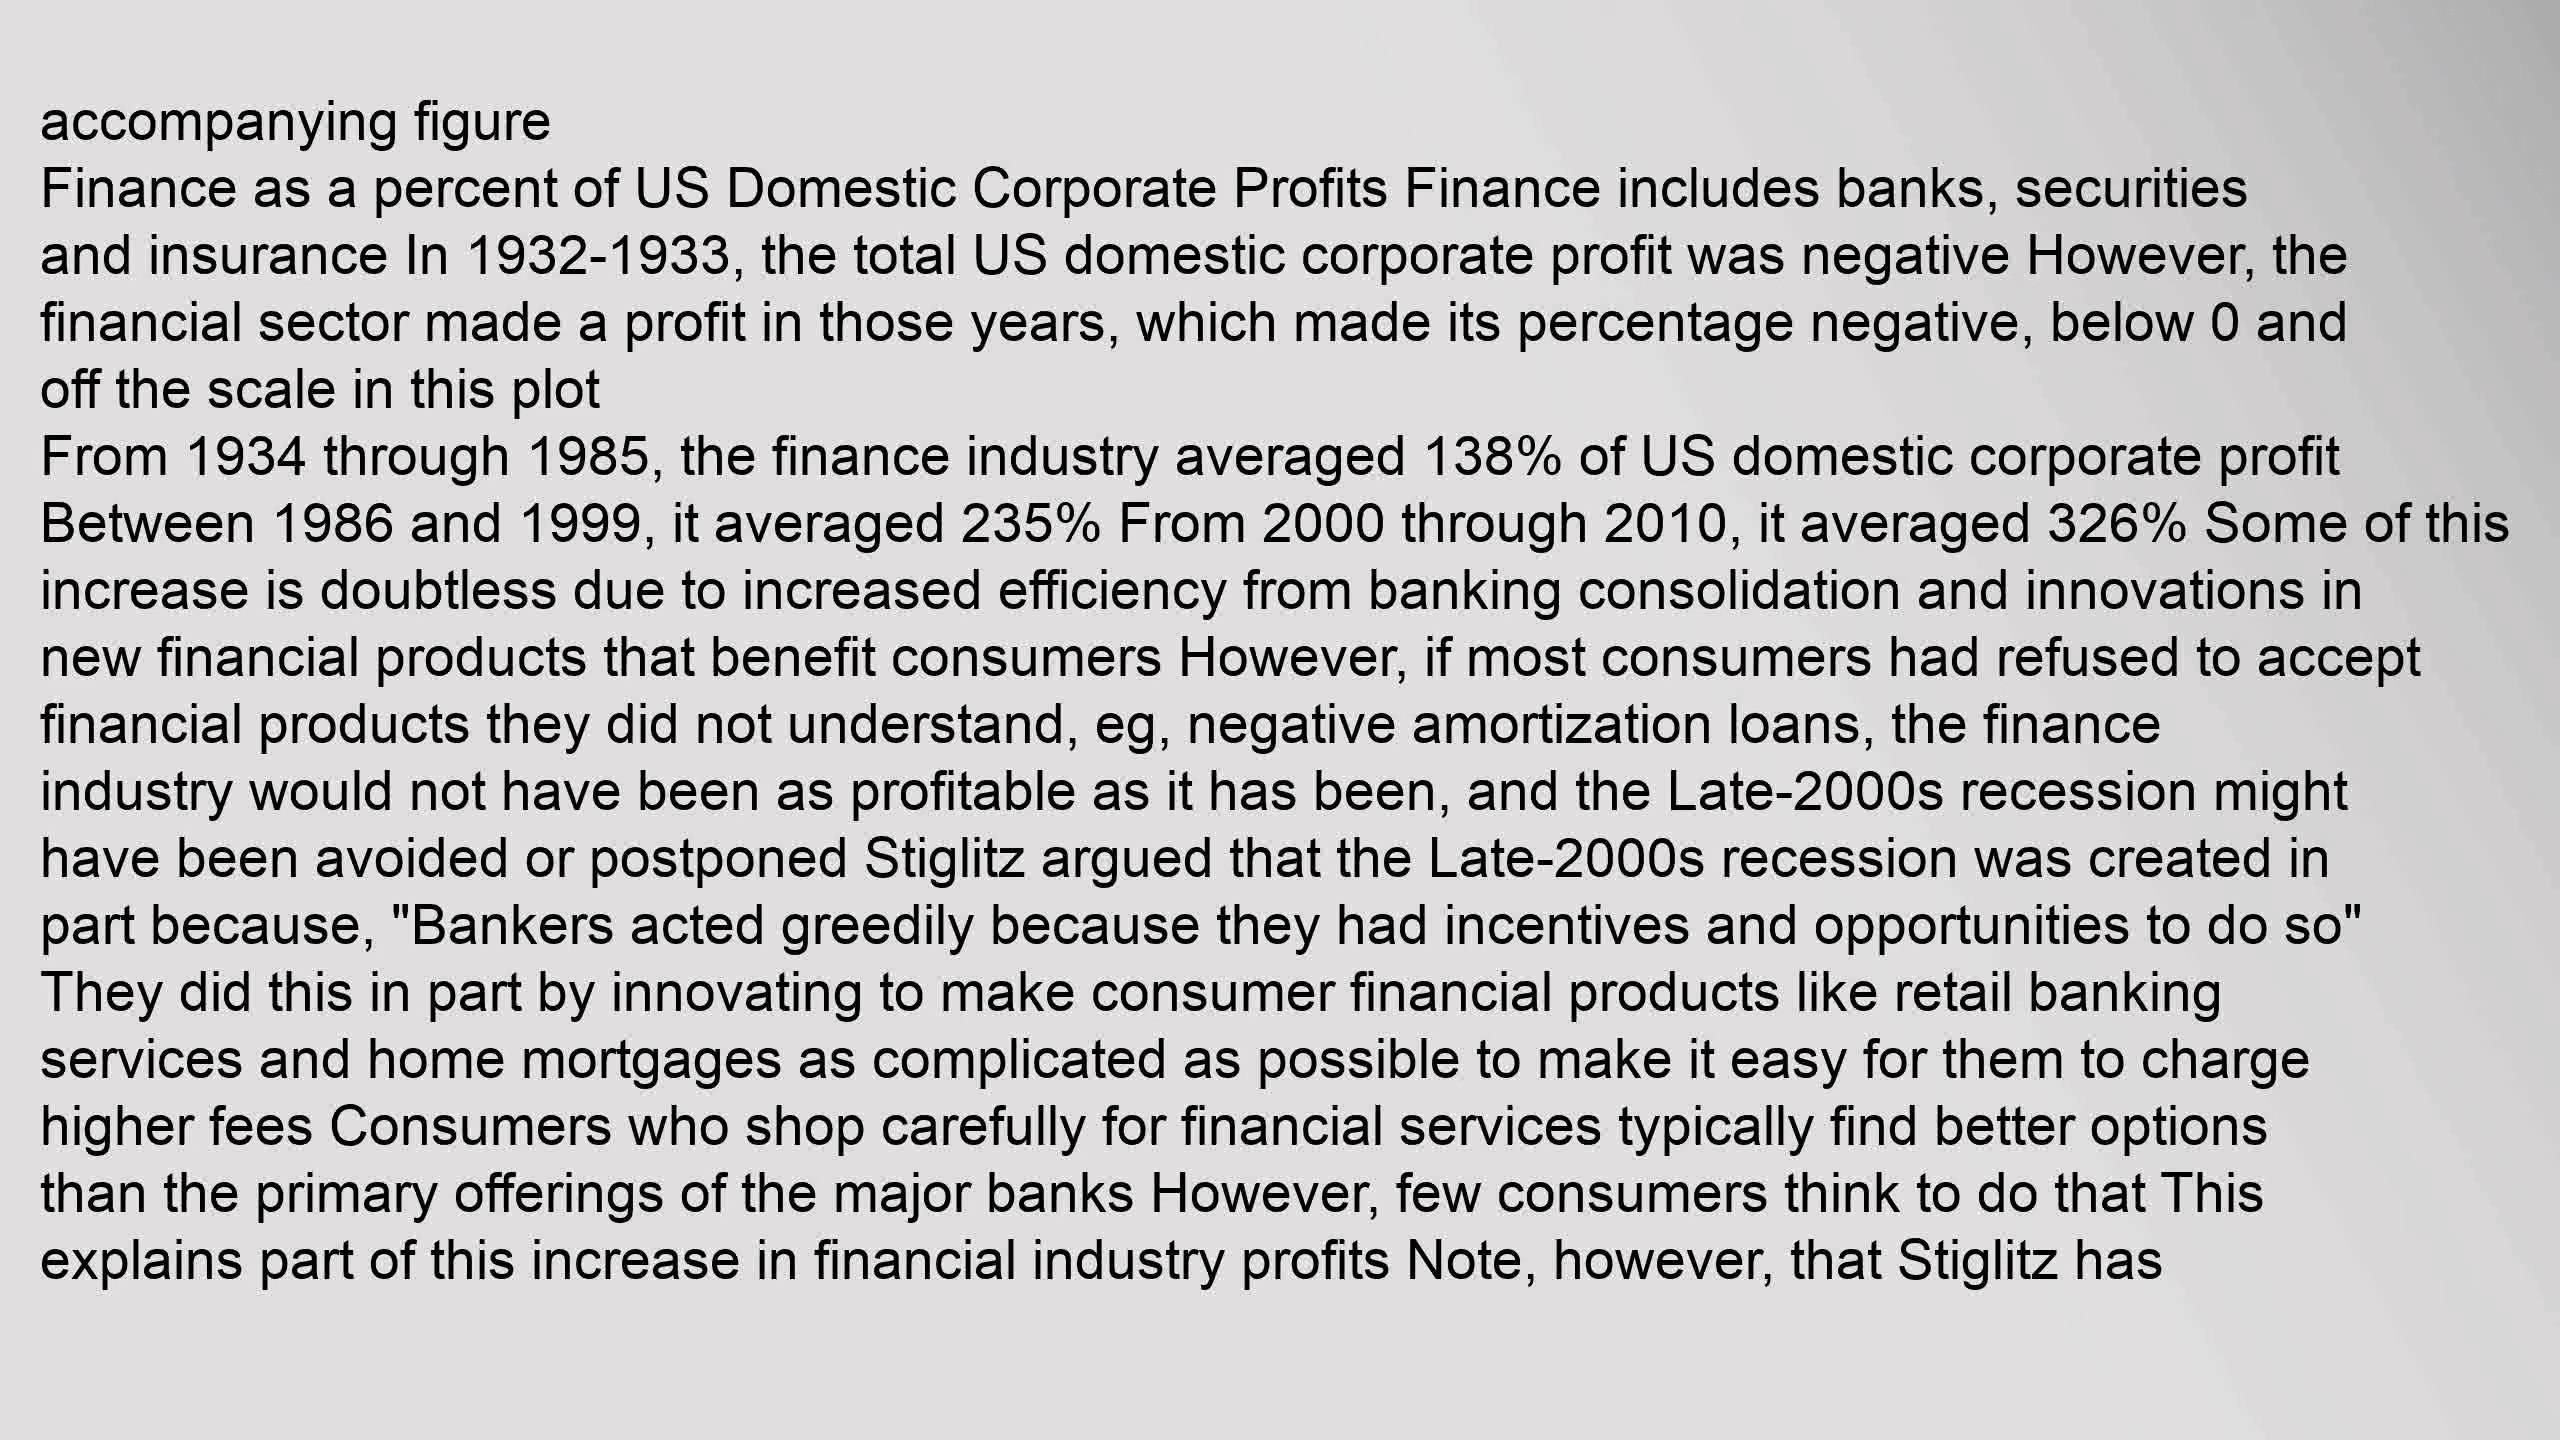 accompanying figure
Finance as a percent of US Domestic Corporate Profits Finance includes banks, securities
and insurance In 1932-1933, the total US domestic corporate profit was negative However, the
financial sector made a profit in those years, which made its percentage negative, below 0 and
off the scale in this plot
From 1934 through 1985, the finance industry averaged 138% of US domestic corporate profit
Between 1986 and 1999, it averaged 235% From 2000 through 2010, it averaged 326% Some of this
increase is doubtless due to increased efficiency from banking consolidation and innovations in
new financial products that benefit consumers However, if most consumers had refused to accept
financial products they did not understand, eg, negative amortization loans, the finance
industry would not have been as profitable as it has been, and the Late-2000s recession might
have been avoided or postponed Stiglitz argued that the Late-2000s recession was created in
part because, "Bankers acted greedily because they had incentives and opportunities to do so"
They did this in part by innovating to make consumer financial products like retail banking
services and home mortgages as complicated as possible to make it easy for them to charge
higher fees Consumers who shop carefully for financial services typically find better options
than the primary offerings of the major banks However, few consumers think to do that This
explains part of this increase in financial industry profits Note, however, that Stiglitz has